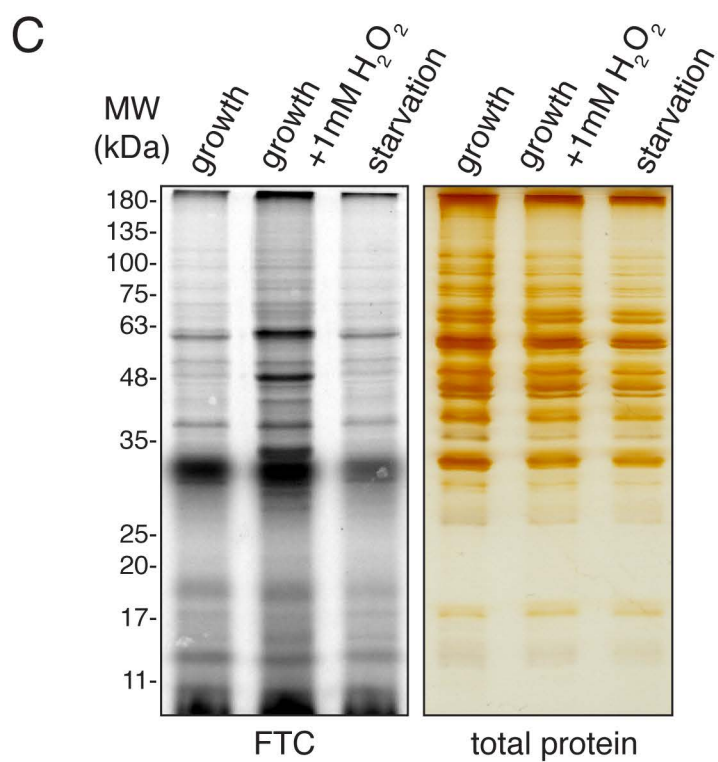 C
MW
(kDa)
growth
growth
+1mM H₂O₂
starvation
growth
growth
+1mM H₂O₂
starvation
180-
135-
100-
75-
63-
48-
35-
25-
20-
17-
11-
FTC
total protein